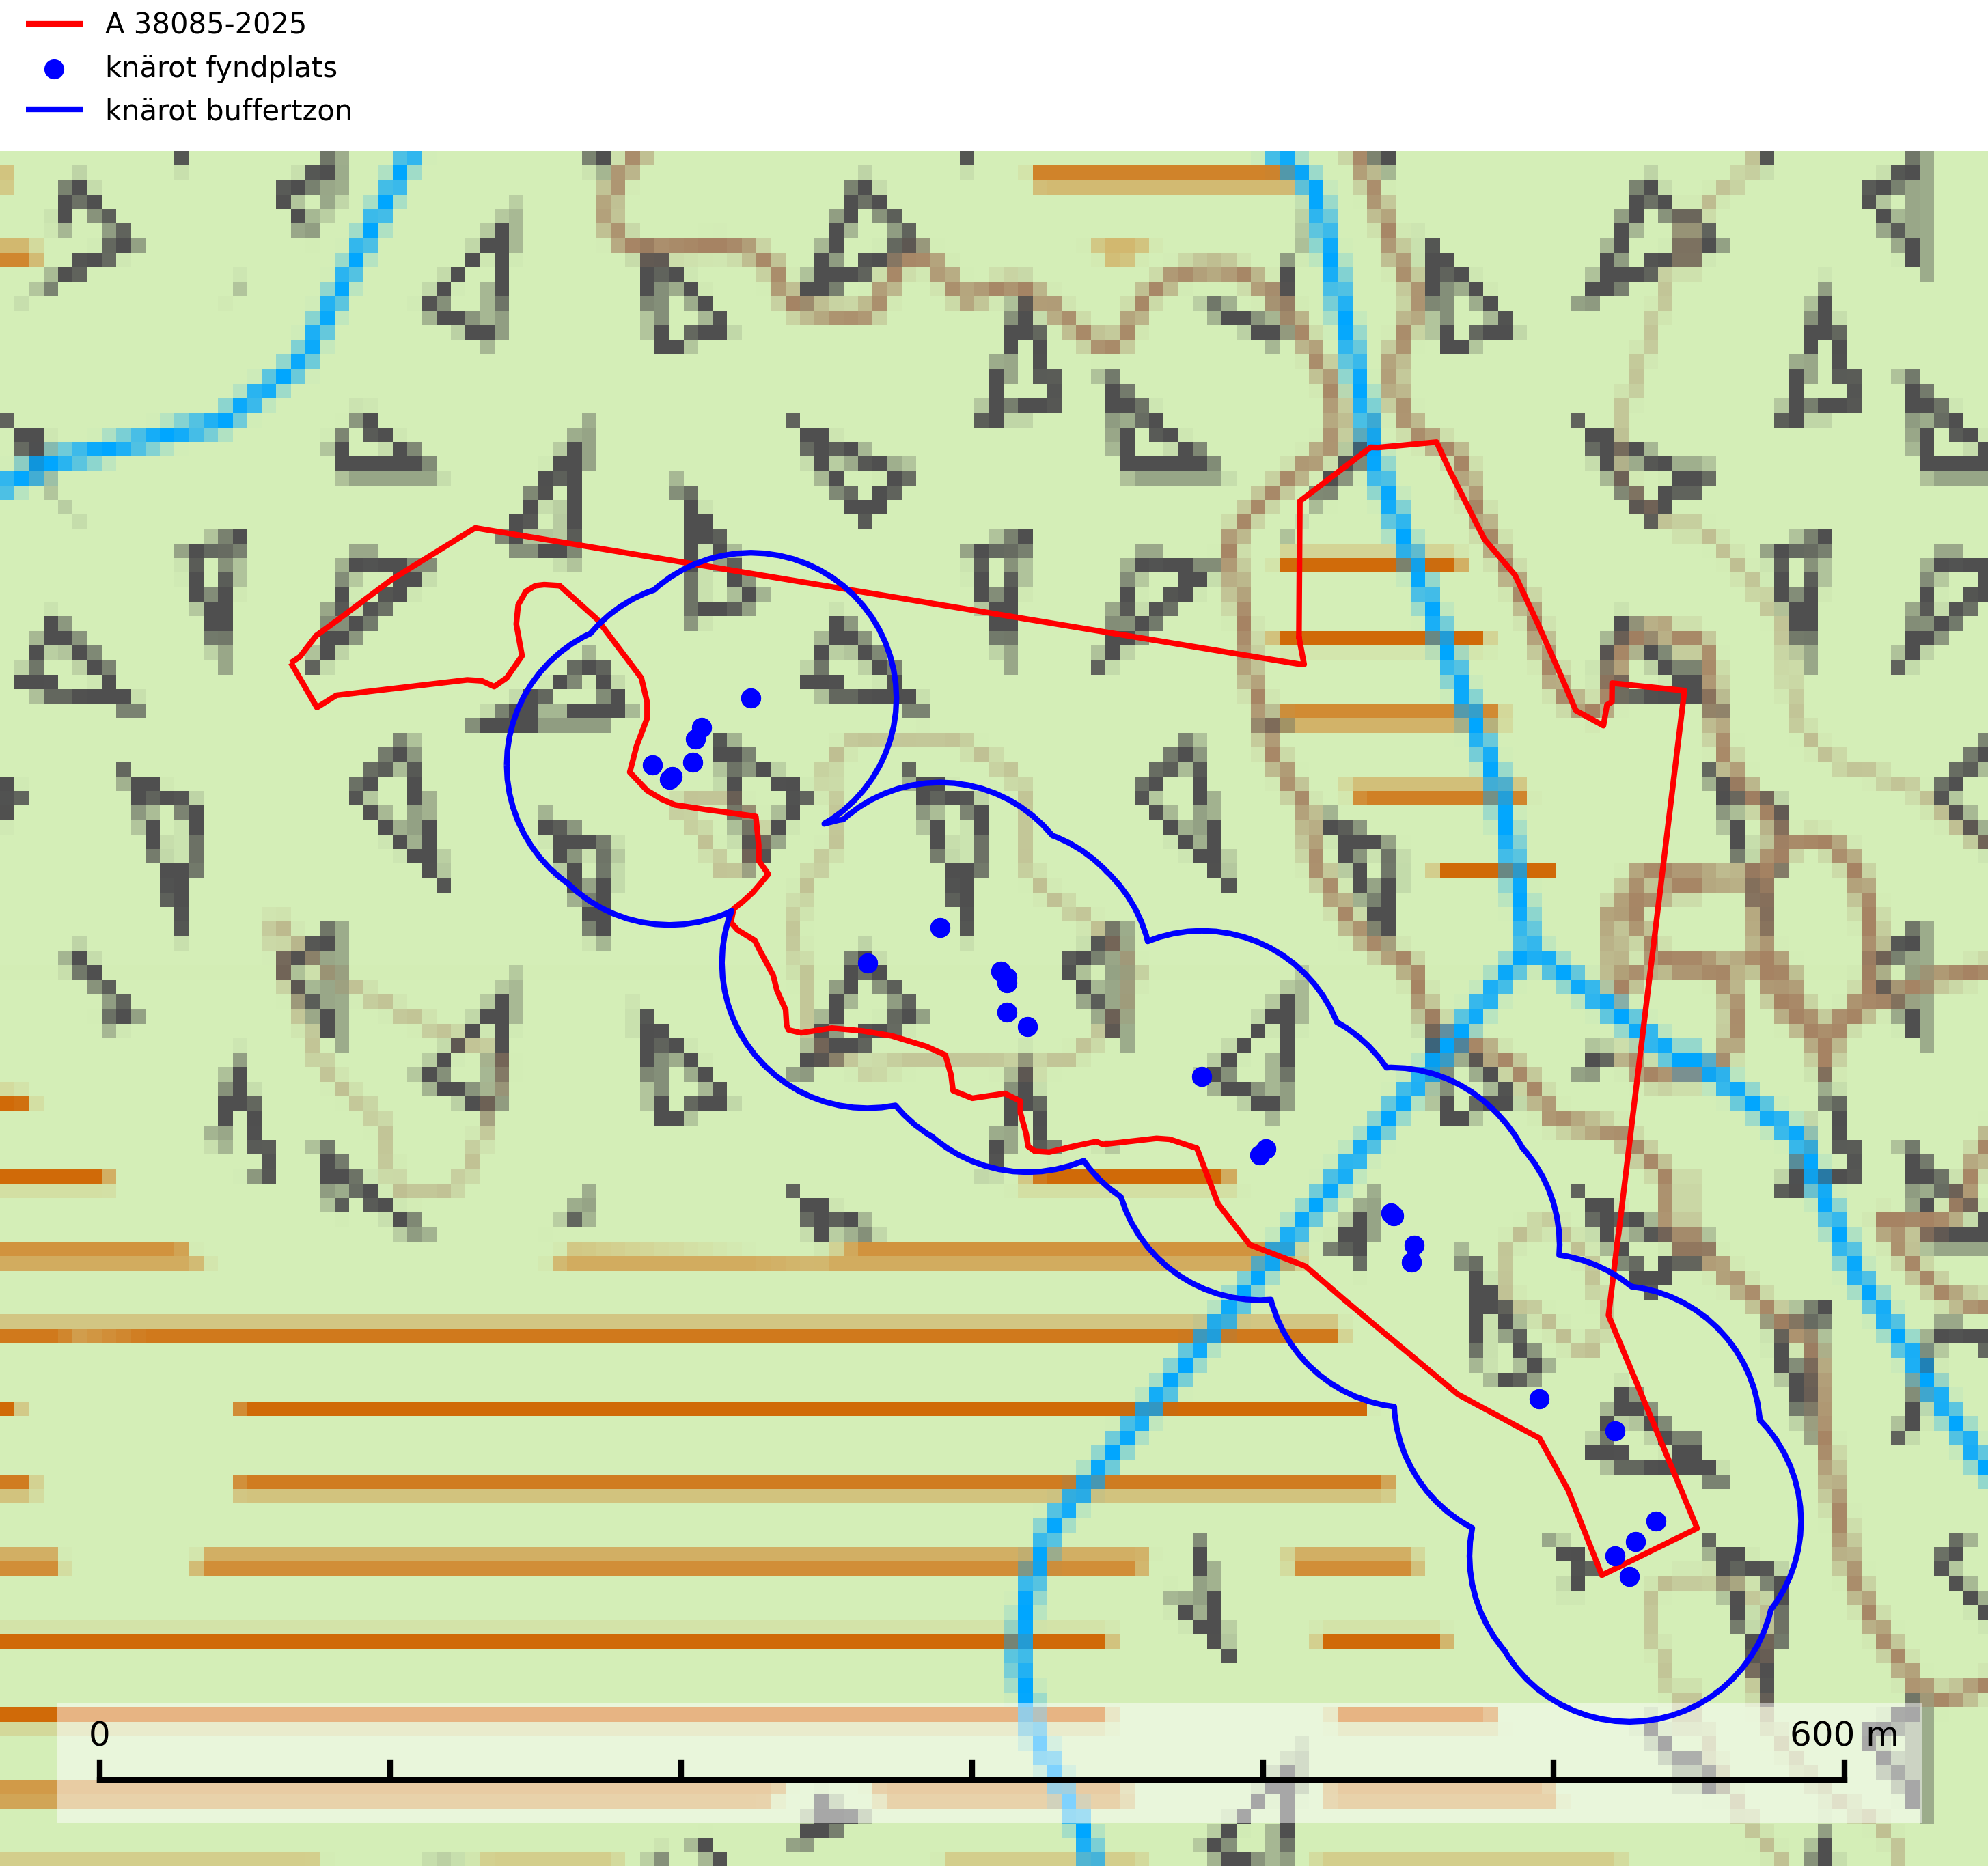 A 38085-2025
knärot fyndplats
knärot buffertzon
0
600 m